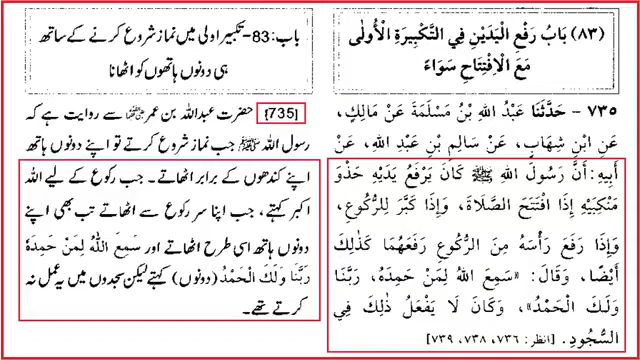 (٨٣) بَابُ رَفْعِ الْيَدَيْنِ فِي التَّكْبِيرَةِ الْأُولَى
مَعَ الْاِفْتِتَاحِ سَوَاءً
٧٣٥ - حَدَّثَنَا عَبْدُ اللهِ بْنُ مَسْلَمَةَ عَنْ مَالِكٍ،
عَنِ ابْنِ شِهَابٍ، عَنْ سَالِمِ بْنِ عَبْدِ اللهِ، عَنْ
أَبِيهِ: أَنَّ رَسُولَ اللهِ ﷺ كَانَ يَرْفَعُ يَدَيْهِ حَذْوَ
مَنْكِبَيْهِ إِذَا افْتَتَحَ الصَّلَاةَ، وَإِذَا كَبَّرَ لِلرُّكُوعِ،
وَإِذَا رَفَعَ رَأْسَهُ مِنَ الرُّكُوعِ رَفَعَهُمَا كَذَلِكَ
أَيْضًا، وَقَالَ: «سَمِعَ اللهُ لِمَنْ حَمِدَهُ، رَبَّنَا
وَلَكَ الْحَمْدُ»، وَكَانَ لَا يَفْعَلُ ذَلِكَ فِي
السُّجُودِ. [انظر: ٧٣٦، ٧٣٨، ٧٣٩]
باب: 83- تکبیر اولیٰ میں نماز شروع کرنے کے ساتھ
ہی دونوں ہاتھوں کو اٹھانا
[735] حضرت عبداللہ بن عمر ؓ سے روایت ہے کہ
رسول اللہ ﷺ جب نماز شروع کرتے تو اپنے دونوں ہاتھ
اپنے کندھوں کے برابر اٹھاتے۔ جب رکوع کے لیے اللہ
اکبر کہتے، جب اپنا سر رکوع سے اٹھاتے تب بھی اپنے
دونوں ہاتھ اسی طرح اٹھاتے اور سَمِعَ اللهُ لِمَنْ حَمِدَهُ
رَبَّنَا وَلَكَ الْحَمْدُ (دونوں) کہتے لیکن سجدوں میں یہ عمل نہ
کرتے تھے۔